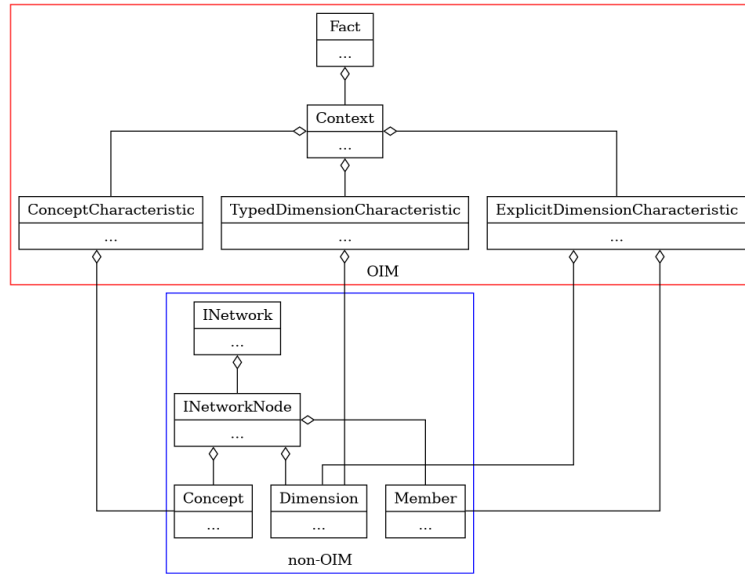 Fact
...
Context
...
ConceptCharacteristic
...
TypedDimensionCharacteristic
...
ExplicitDimensionCharacteristic
...
OIM
INetwork
...
INetworkNode
...
Concept
...
Dimension
...
Member
...
non-OIM